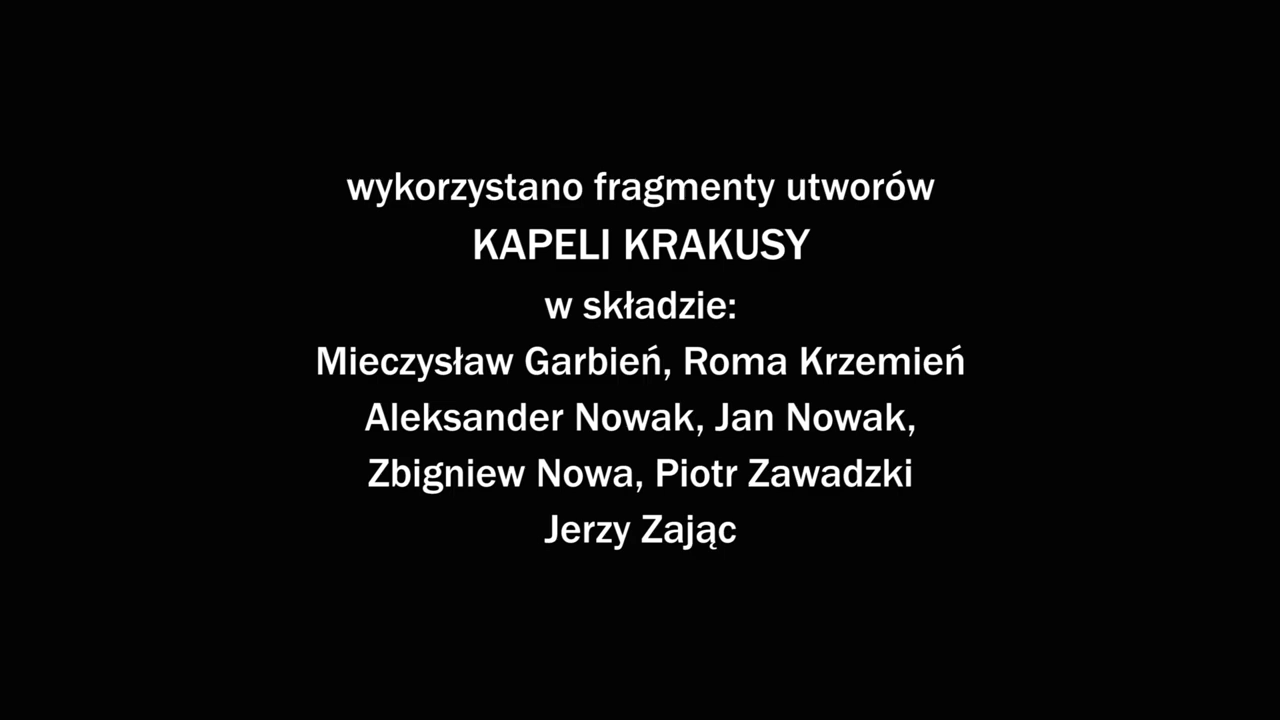 wykorzystano fragmenty utworów
KAPELI KRAKUSY
w składzie:
Mieczysław Garbień, Roma Krzemień
Aleksander Nowak, Jan Nowak,
Zbigniew Nowa, Piotr Zawadzki
Jerzy Zając